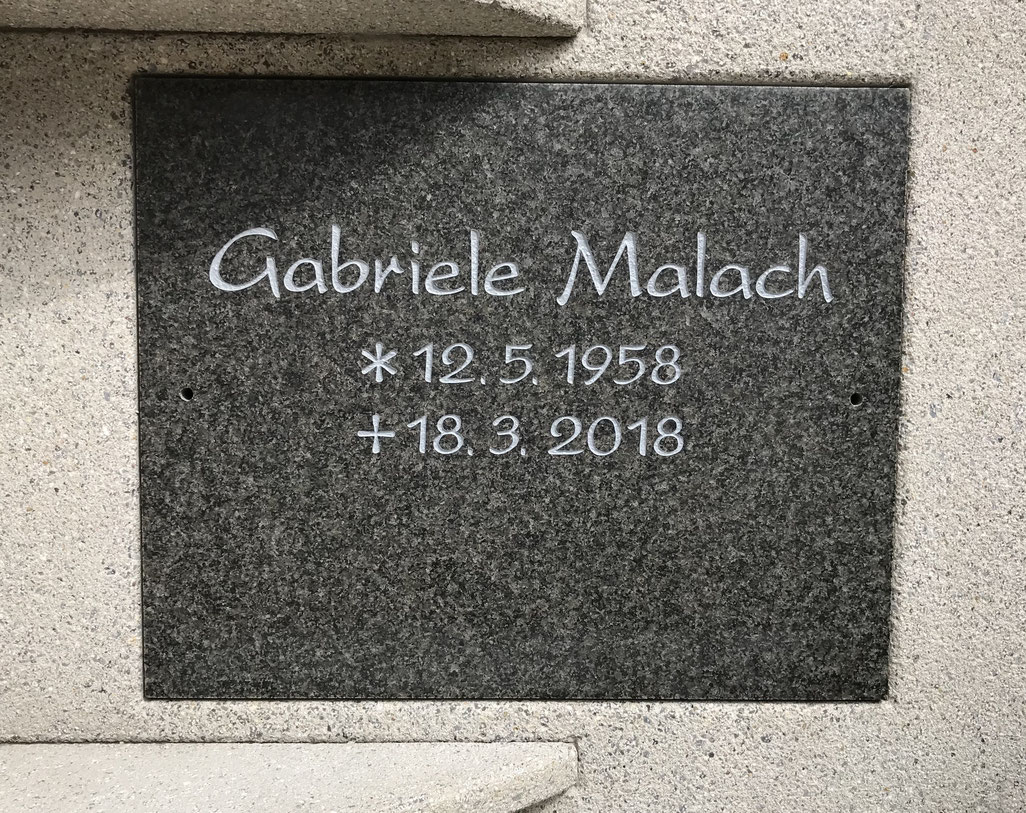 Gabriele Malach
* 12. 5. 1958
+ 18. 3. 2018